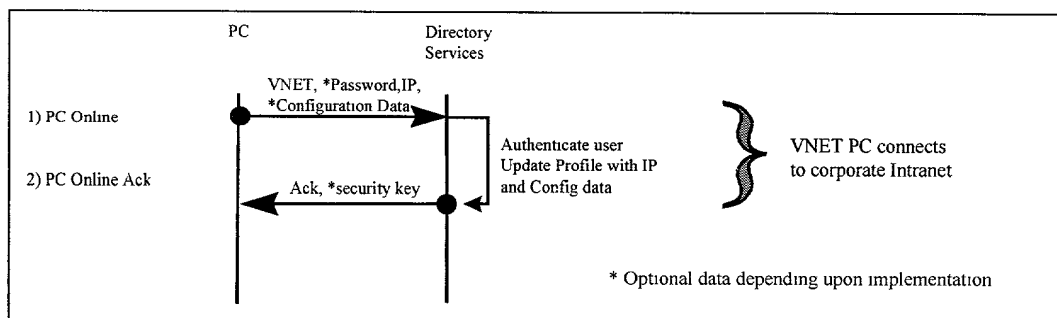 PC
Directory
Services
VNET, *Password,IP,
*Configuration Data
1) PC Online
Authenticate user
Update Profile with IP
and Config data
VNET PC connects
to corporate Intranet
2) PC Online Ack
Ack, *security key
* Optional data depending upon implementation